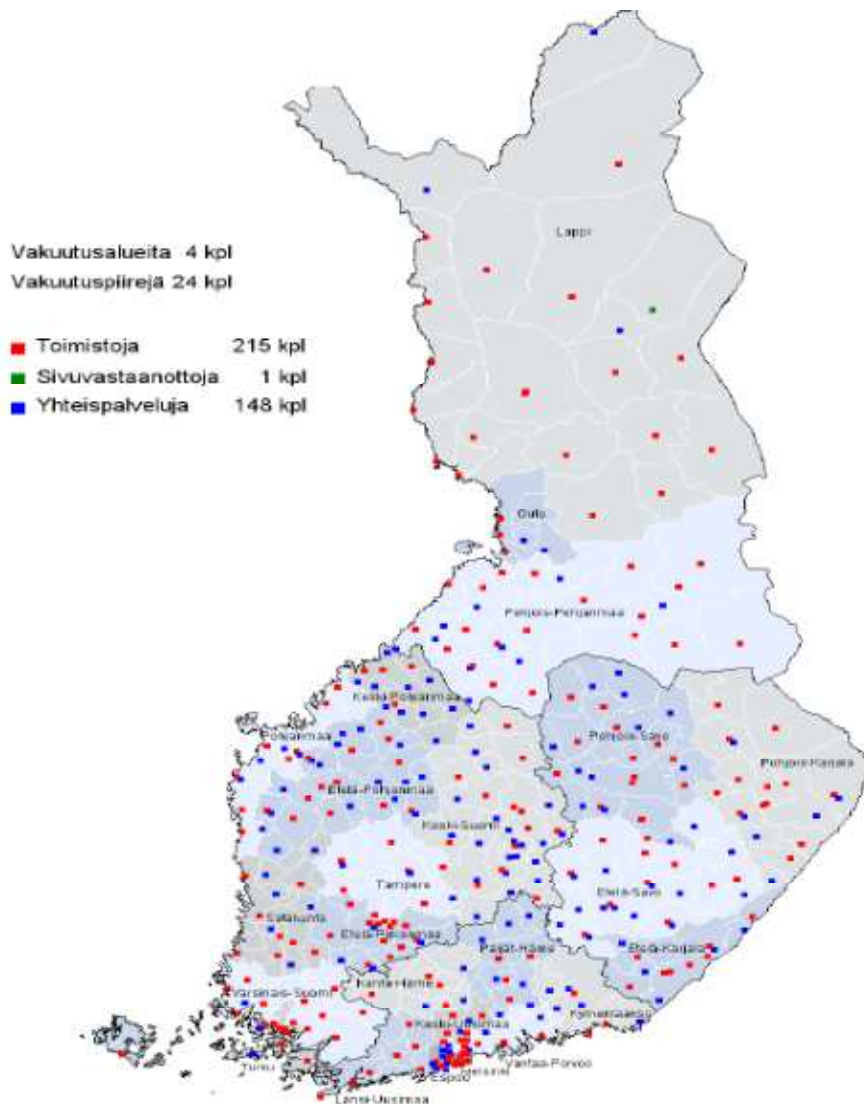 Vakuutusalueita 4 kpl
Vakuutuspiirejä 24 kpl
Toimistoja 215 kpl
Sivuvastaanottoja 1 kpl
Yhteispalveluja 148 kpl
Lappi
Oulu
Pohjois-Pohjanmaa
Keski-Pohjanmaa
Pohjanmaa
Pohjois-Savo
Pohjois-Karjala
Etelä-Pohjanmaa
Keski-Suomi
Tampere
Etelä-Savo
Satakunta
Etelä-Pirkanmaa
Päijät-Häme
Etelä-Karjala
Kanta-Häme
Varsinais-Suomi
Keski-Uusimaa
Kymenlaakso
Vantaa-Porvoo
Helsinki
Espoo
Turku
Länsi-Uusimaa